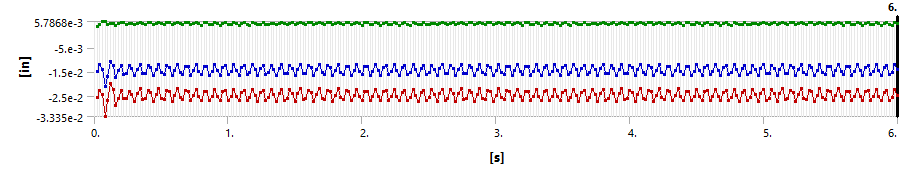 6.
5.7868e-3
-5.e-3
[in]
-1.5e-2
-2.5e-2
-3.335e-2
0. 1. 2. 3. 4. 5. 6.
[s]